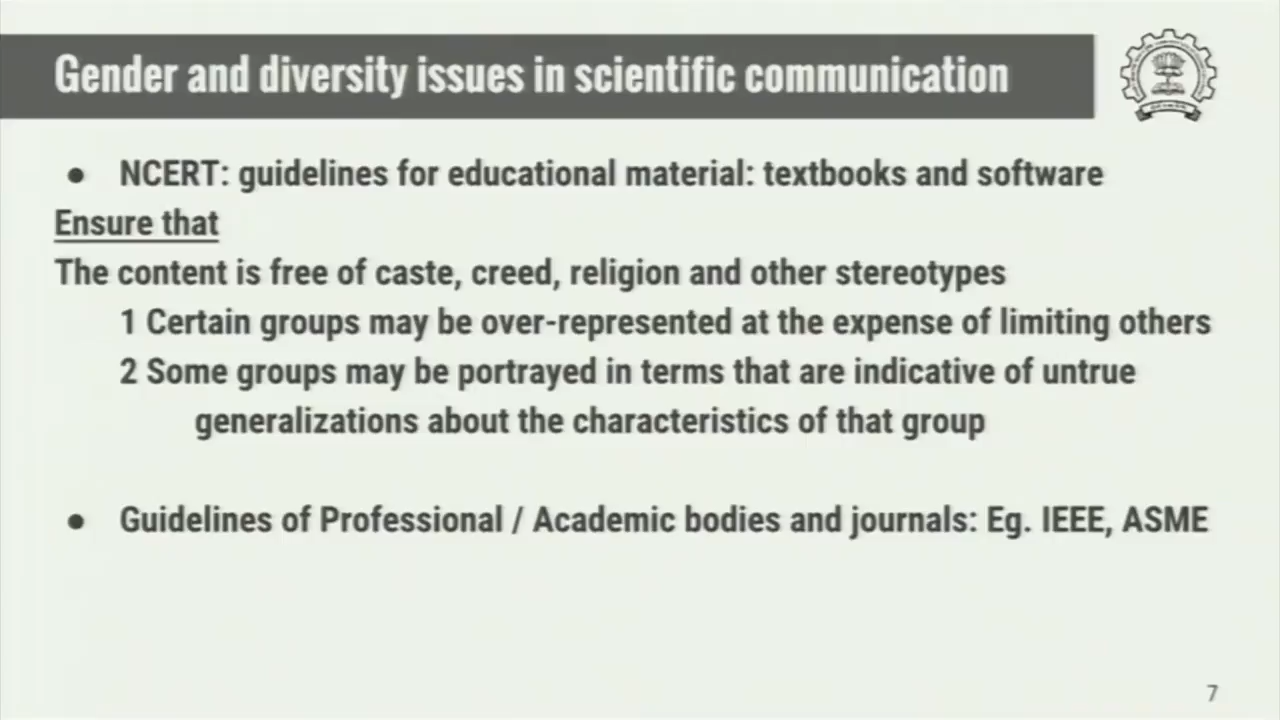 Gender and diversity issues in scientific communication
● NCERT: guidelines for educational material: textbooks and software
Ensure that
The content is free of caste, creed, religion and other stereotypes
1 Certain groups may be over-represented at the expense of limiting others
2 Some groups may be portrayed in terms that are indicative of untrue
generalizations about the characteristics of that group
● Guidelines of Professional / Academic bodies and journals: Eg. IEEE, ASME
7